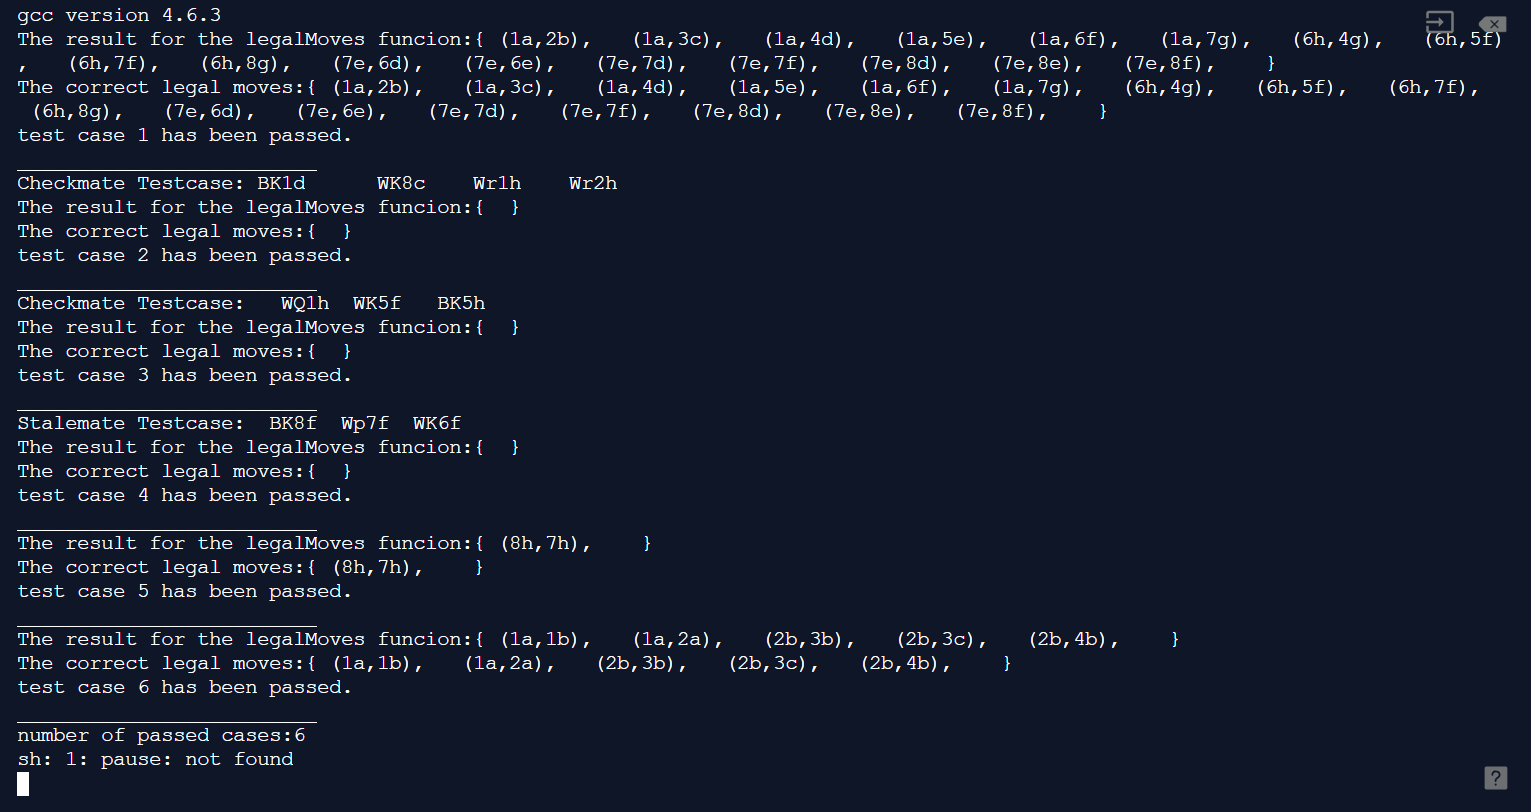 gcc version 4.6.3
The result for the legalMoves funcion:{ (1a,2b),   (1a,3c),   (1a,4d),   (1a,5e),   (1a,6f),   (1a,7g),   (6h,4g),   (6h,5f)
,   (6h,7f),   (6h,8g),   (7e,6d),   (7e,6e),   (7e,7d),   (7e,7f),   (7e,8d),   (7e,8e),   (7e,8f),    }
The correct legal moves:{ (1a,2b),   (1a,3c),   (1a,4d),   (1a,5e),   (1a,6f),   (1a,7g),   (6h,4g),   (6h,5f),   (6h,7f),
(6h,8g),   (7e,6d),   (7e,6e),   (7e,7d),   (7e,7f),   (7e,8d),   (7e,8e),   (7e,8f),    }
test case 1 has been passed.
_________________________
Checkmate Testcase: BK1d      WK8c    Wr1h    Wr2h
The result for the legalMoves funcion:{  }
The correct legal moves:{  }
test case 2 has been passed.
_________________________
Checkmate Testcase:   WQ1h  WK5f   BK5h
The result for the legalMoves funcion:{  }
The correct legal moves:{  }
test case 3 has been passed.
_________________________
Stalemate Testcase:  BK8f  Wp7f  WK6f
The result for the legalMoves funcion:{  }
The correct legal moves:{  }
test case 4 has been passed.
_________________________
The result for the legalMoves funcion:{ (8h,7h),    }
The correct legal moves:{ (8h,7h),    }
test case 5 has been passed.
_________________________
The result for the legalMoves funcion:{ (1a,1b),   (1a,2a),   (2b,3b),   (2b,3c),   (2b,4b),    }
The correct legal moves:{ (1a,1b),   (1a,2a),   (2b,3b),   (2b,3c),   (2b,4b),    }
test case 6 has been passed.
_________________________
number of passed cases:6
sh: 1: pause: not found
?